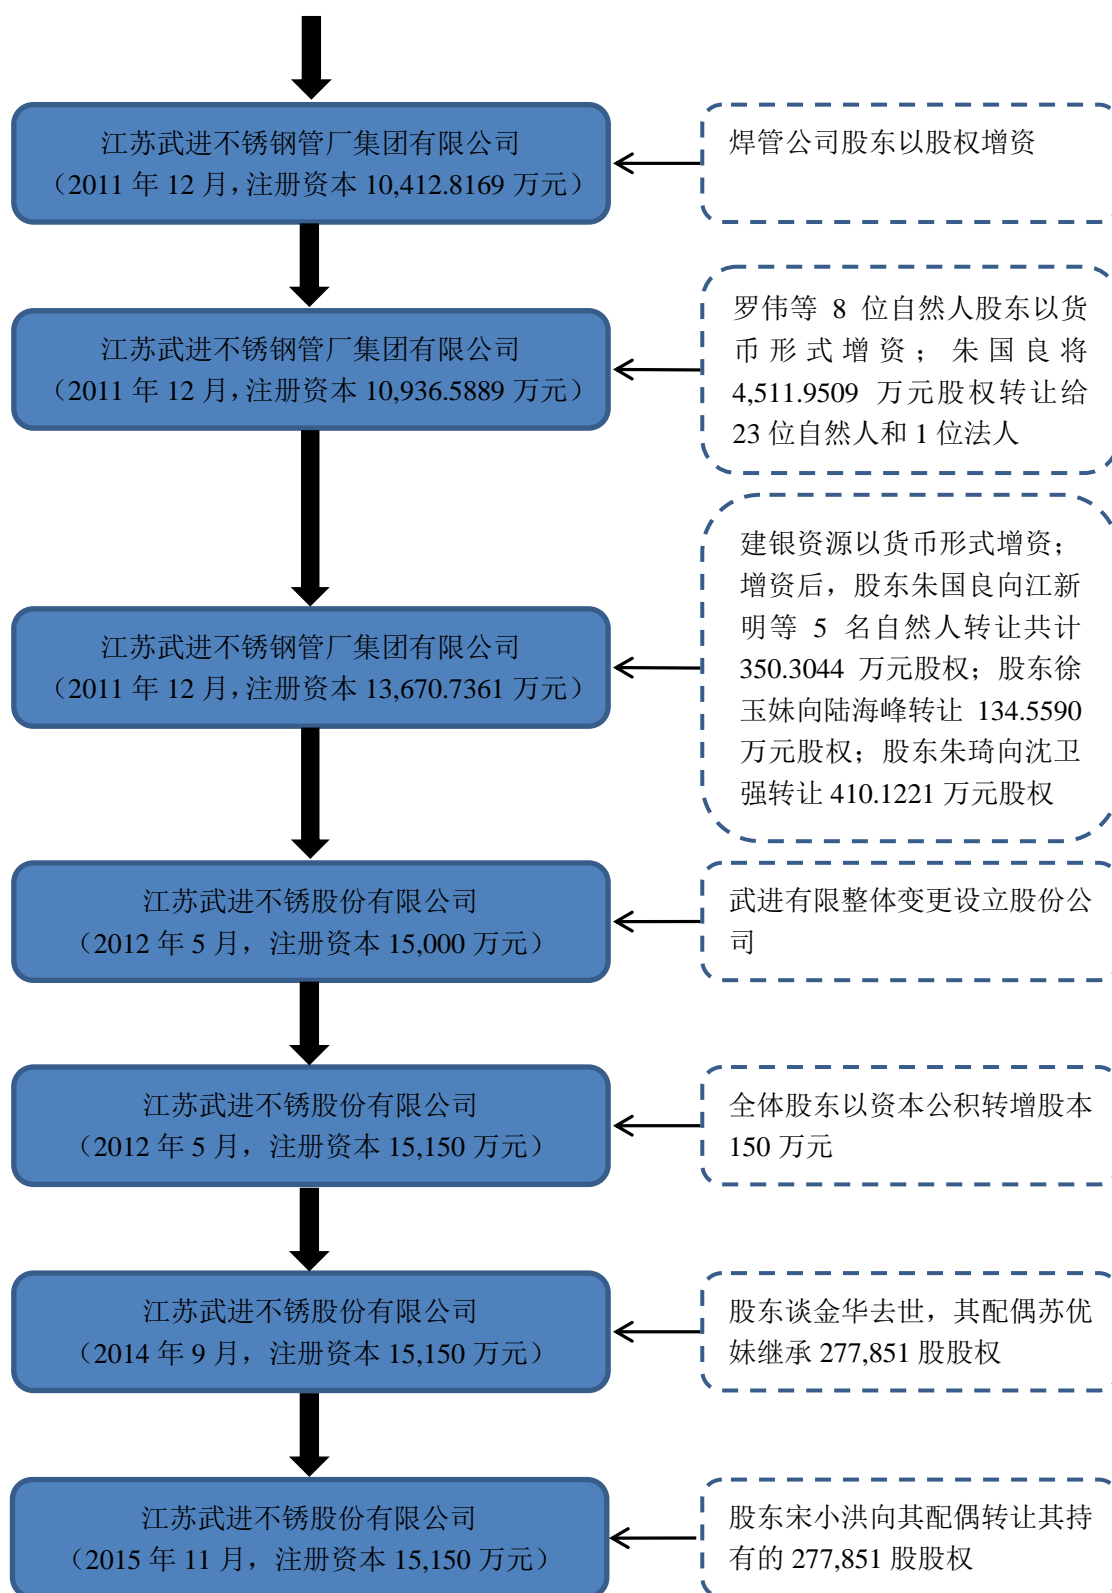 江苏武进不锈钢管厂集团有限公司
（2011 年 12 月，注册资本 10,412.8169 万元）
焊管公司股东以股权增资
江苏武进不锈钢管厂集团有限公司
（2011 年 12 月，注册资本 10,936.5889 万元）
罗伟等 8 位自然人股东以货
币形式增资；朱国良将
4,511.9509 万元股权转让给
23 位自然人和 1 位法人
江苏武进不锈钢管厂集团有限公司
（2011 年 12 月，注册资本 13,670.7361 万元）
建银资源以货币形式增资；
增资后，股东朱国良向江新
明等 5 名自然人转让共计
350.3044 万元股权；股东徐
玉妹向陆海峰转让 134.5590
万元股权；股东朱琦向沈卫
强转让 410.1221 万元股权
江苏武进不锈股份有限公司
（2012 年 5 月，注册资本 15,000 万元）
武进有限整体变更设立股份公
司
江苏武进不锈股份有限公司
（2012 年 5 月，注册资本 15,150 万元）
全体股东以资本公积转增股本
150 万元
江苏武进不锈股份有限公司
（2014 年 9 月，注册资本 15,150 万元）
股东谈金华去世，其配偶苏优
妹继承 277,851 股股权
江苏武进不锈股份有限公司
（2015 年 11 月，注册资本 15,150 万元）
股东宋小洪向其配偶转让其持
有的 277,851 股股权